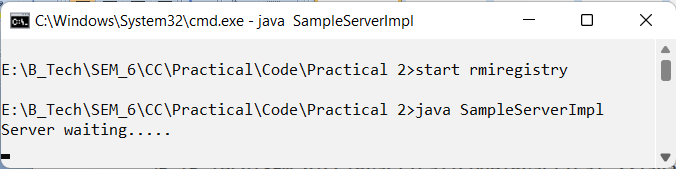 C:\Windows\System32\cmd.exe - java  SampleServerImpl
E:\B_Tech\SEM_6\CC\Practical\Code\Practical 2>start rmiregistry
E:\B_Tech\SEM_6\CC\Practical\Code\Practical 2>java SampleServerImpl
Server waiting.....